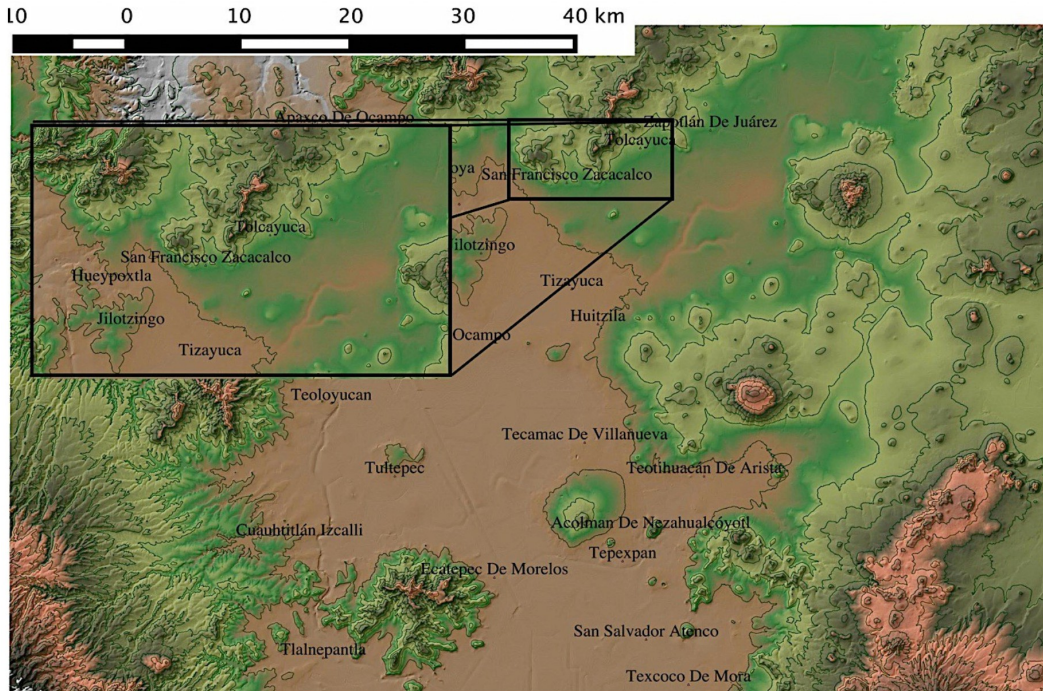 10 0 10 20 30 40 km
Apaxco De Ocampo
Zapotlán De Juárez
Tolcayuca
oya
San Francisco Zacacalco
Tolcayuca
San Francisco Zacacalco
Jilotzingo
Hueypoxtla
Tizayuca
Jilotzingo
Huitzila
Ocampo
Tizayuca
Teoloyucan
Tecamac De Villanueva
Tultepec
Teotihuacán De Arista
Cuauhtitlán Izcalli
Acolman De Nezahualcóyotl
Tepexpan
Ecatepec De Morelos
San Salvador Atenco
Tlalnepantla
Texcoco De Mora